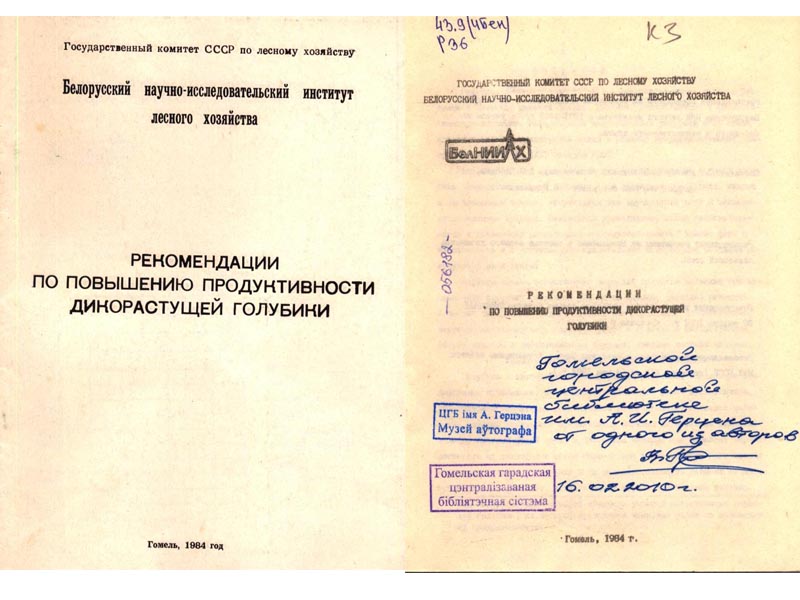 Государственный комитет СССР по лесному хозяйству
Белорусский научно-исследовательский институт
лесного хозяйства
РЕКОМЕНДАЦИИ
ПО ПОВЫШЕНИЮ ПРОДУКТИВНОСТИ
ДИКОРАСТУЩЕЙ ГОЛУБИКИ
Гомель, 1984 год
43.9(4Беи)
Р36
КЗ
ГОСУДАРСТВЕННЫЙ КОМИТЕТ СССР ПО ЛЕСНОМУ ХОЗЯЙСТВУ
БЕЛОРУССКИЙ НАУЧНО-ИССЛЕДОВАТЕЛЬСКИЙ ИНСТИТУТ ЛЕСНОГО ХОЗЯЙСТВА
БелНИИЛХ
056182-
РЕКОМЕНДАЦИИ
ПО ПОВЫШЕНИЮ ПРОДУКТИВНОСТИ ДИКОРАСТУЩЕЙ
ГОЛУБИКИ
Гомельской
городской
центральной
библиотеке
им. А.И. Герцена
от одного из авторов
16.02.2010г.
ЦГБ імя А. Герцэна
Музей аўтографа
Гомельская гарадская
цэнтралізаваная
бібліятэчная сістэма
Гомель, 1984 г.